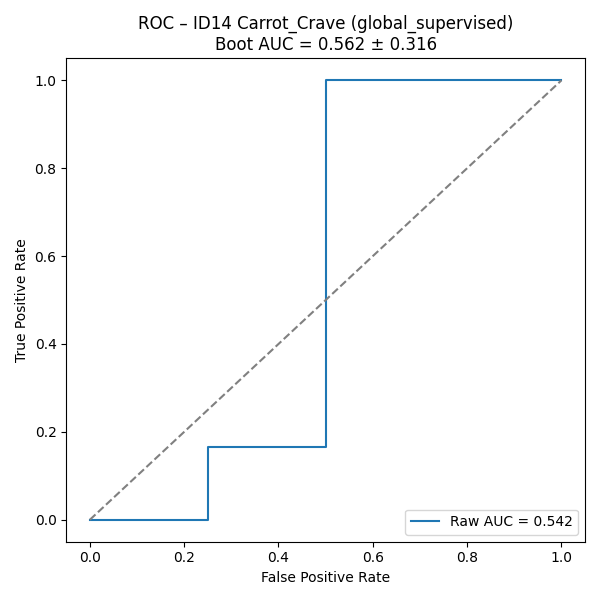 ROC – ID14 Carrot_Crave (global_supervised)
Boot AUC = 0.562 ± 0.316
True Positive Rate
1.0
0.8
0.6
0.4
0.2
0.0
0.0 0.2 0.4 0.6 0.8 1.0
False Positive Rate
Raw AUC = 0.542